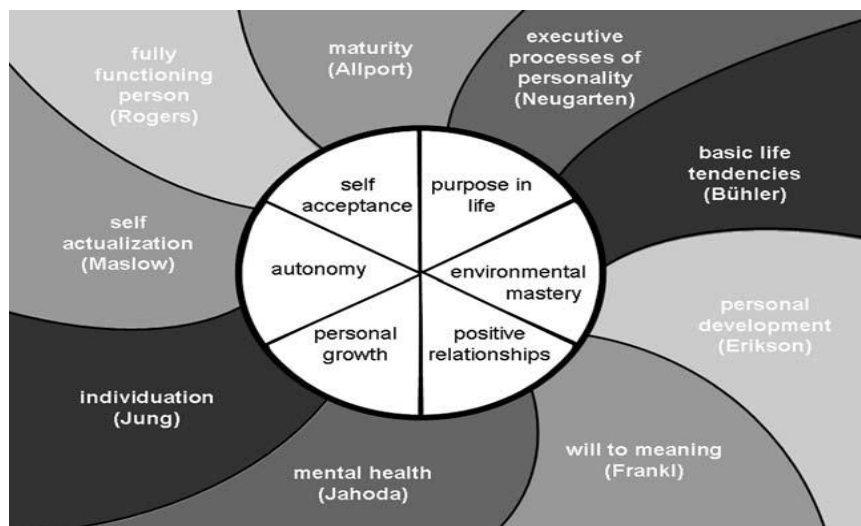 fully
functioning
person
(Rogers)
maturity
(Allport)
executive
processes of
personality
(Neugarten)
basic life
tendencies
(Bühler)
self
actualization
(Maslow)
self
acceptance
purpose in
life
autonomy
environmental
mastery
personal
growth
positive
relationships
personal
development
(Erikson)
individuation
(Jung)
mental health
(Jahoda)
will to meaning
(Frankl)